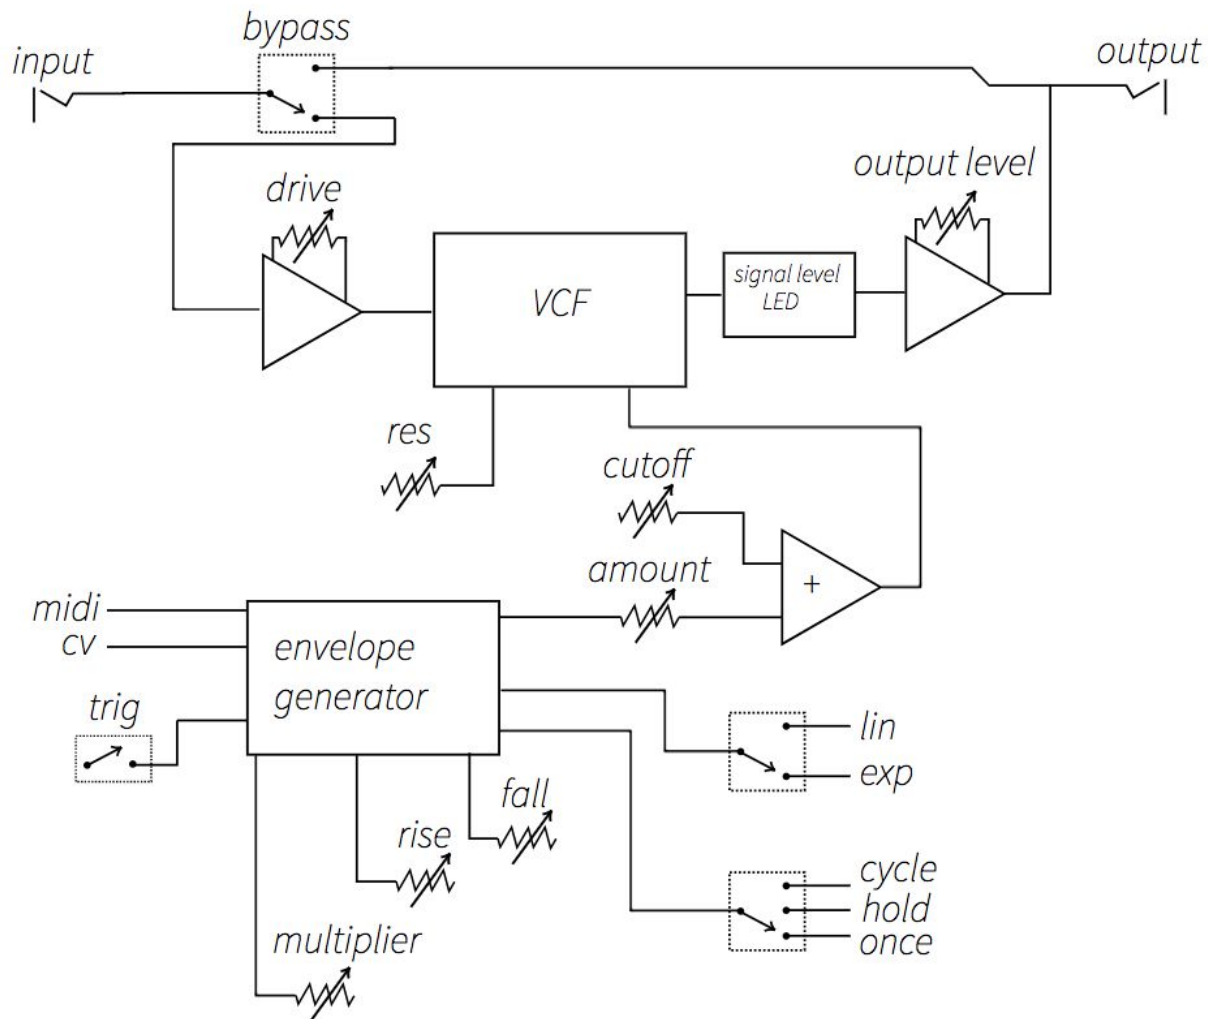 bypass
input
output
drive
output level
VCF
signal level
LED
res
cutoff
amount
+
midi
cv
envelope
generator
trig
lin
exp
fall
rise
cycle
hold
once
multiplier